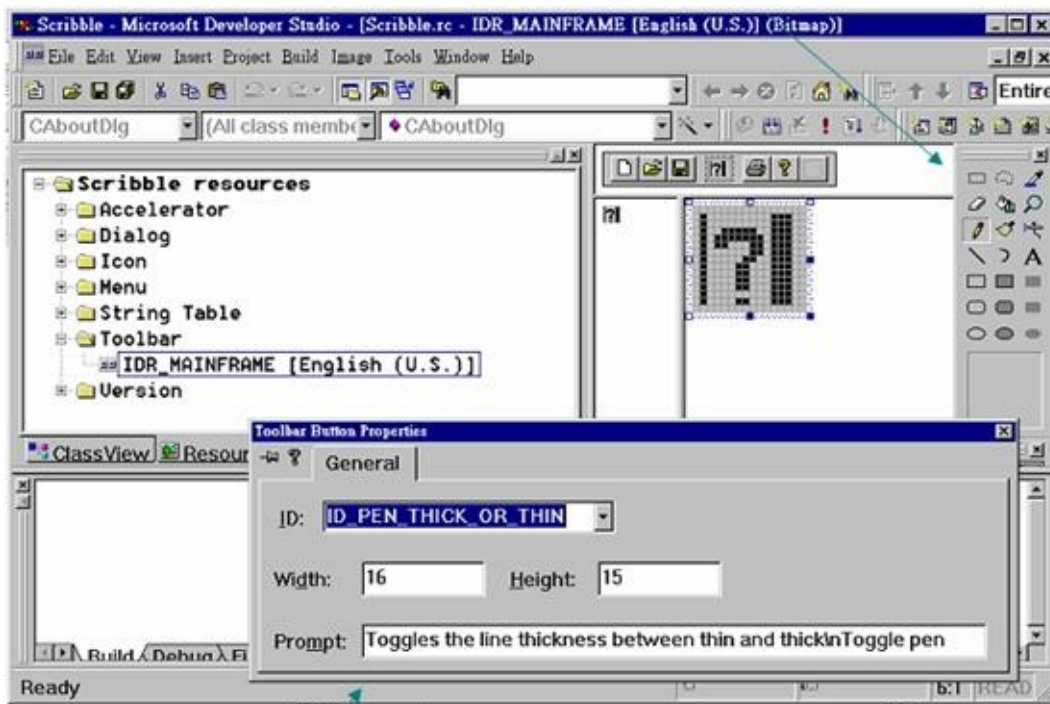 Scribble - Microsoft Developer Studio - [Scribble.rc - IDR_MAINFRAME [English (U.S.)] (Bitmap)]
File Edit View Insert Project Build Image Tools Window Help
Entire
CAboutDlg (All class membe CAboutDlg
Scribble resources
Accelerator
Dialog
Icon
Menu
String Table
Toolbar
IDR_MAINFRAME [English (U.S.)]
Version
ClassView Resour
Toolbar Button Properties
General
ID: ID_PEN_THICK_OR_THIN
Width: 16 Height: 15
Prompt: Toggles the line thickness between thin and thick\nToggle pen
Build Debug Fi
Ready READ